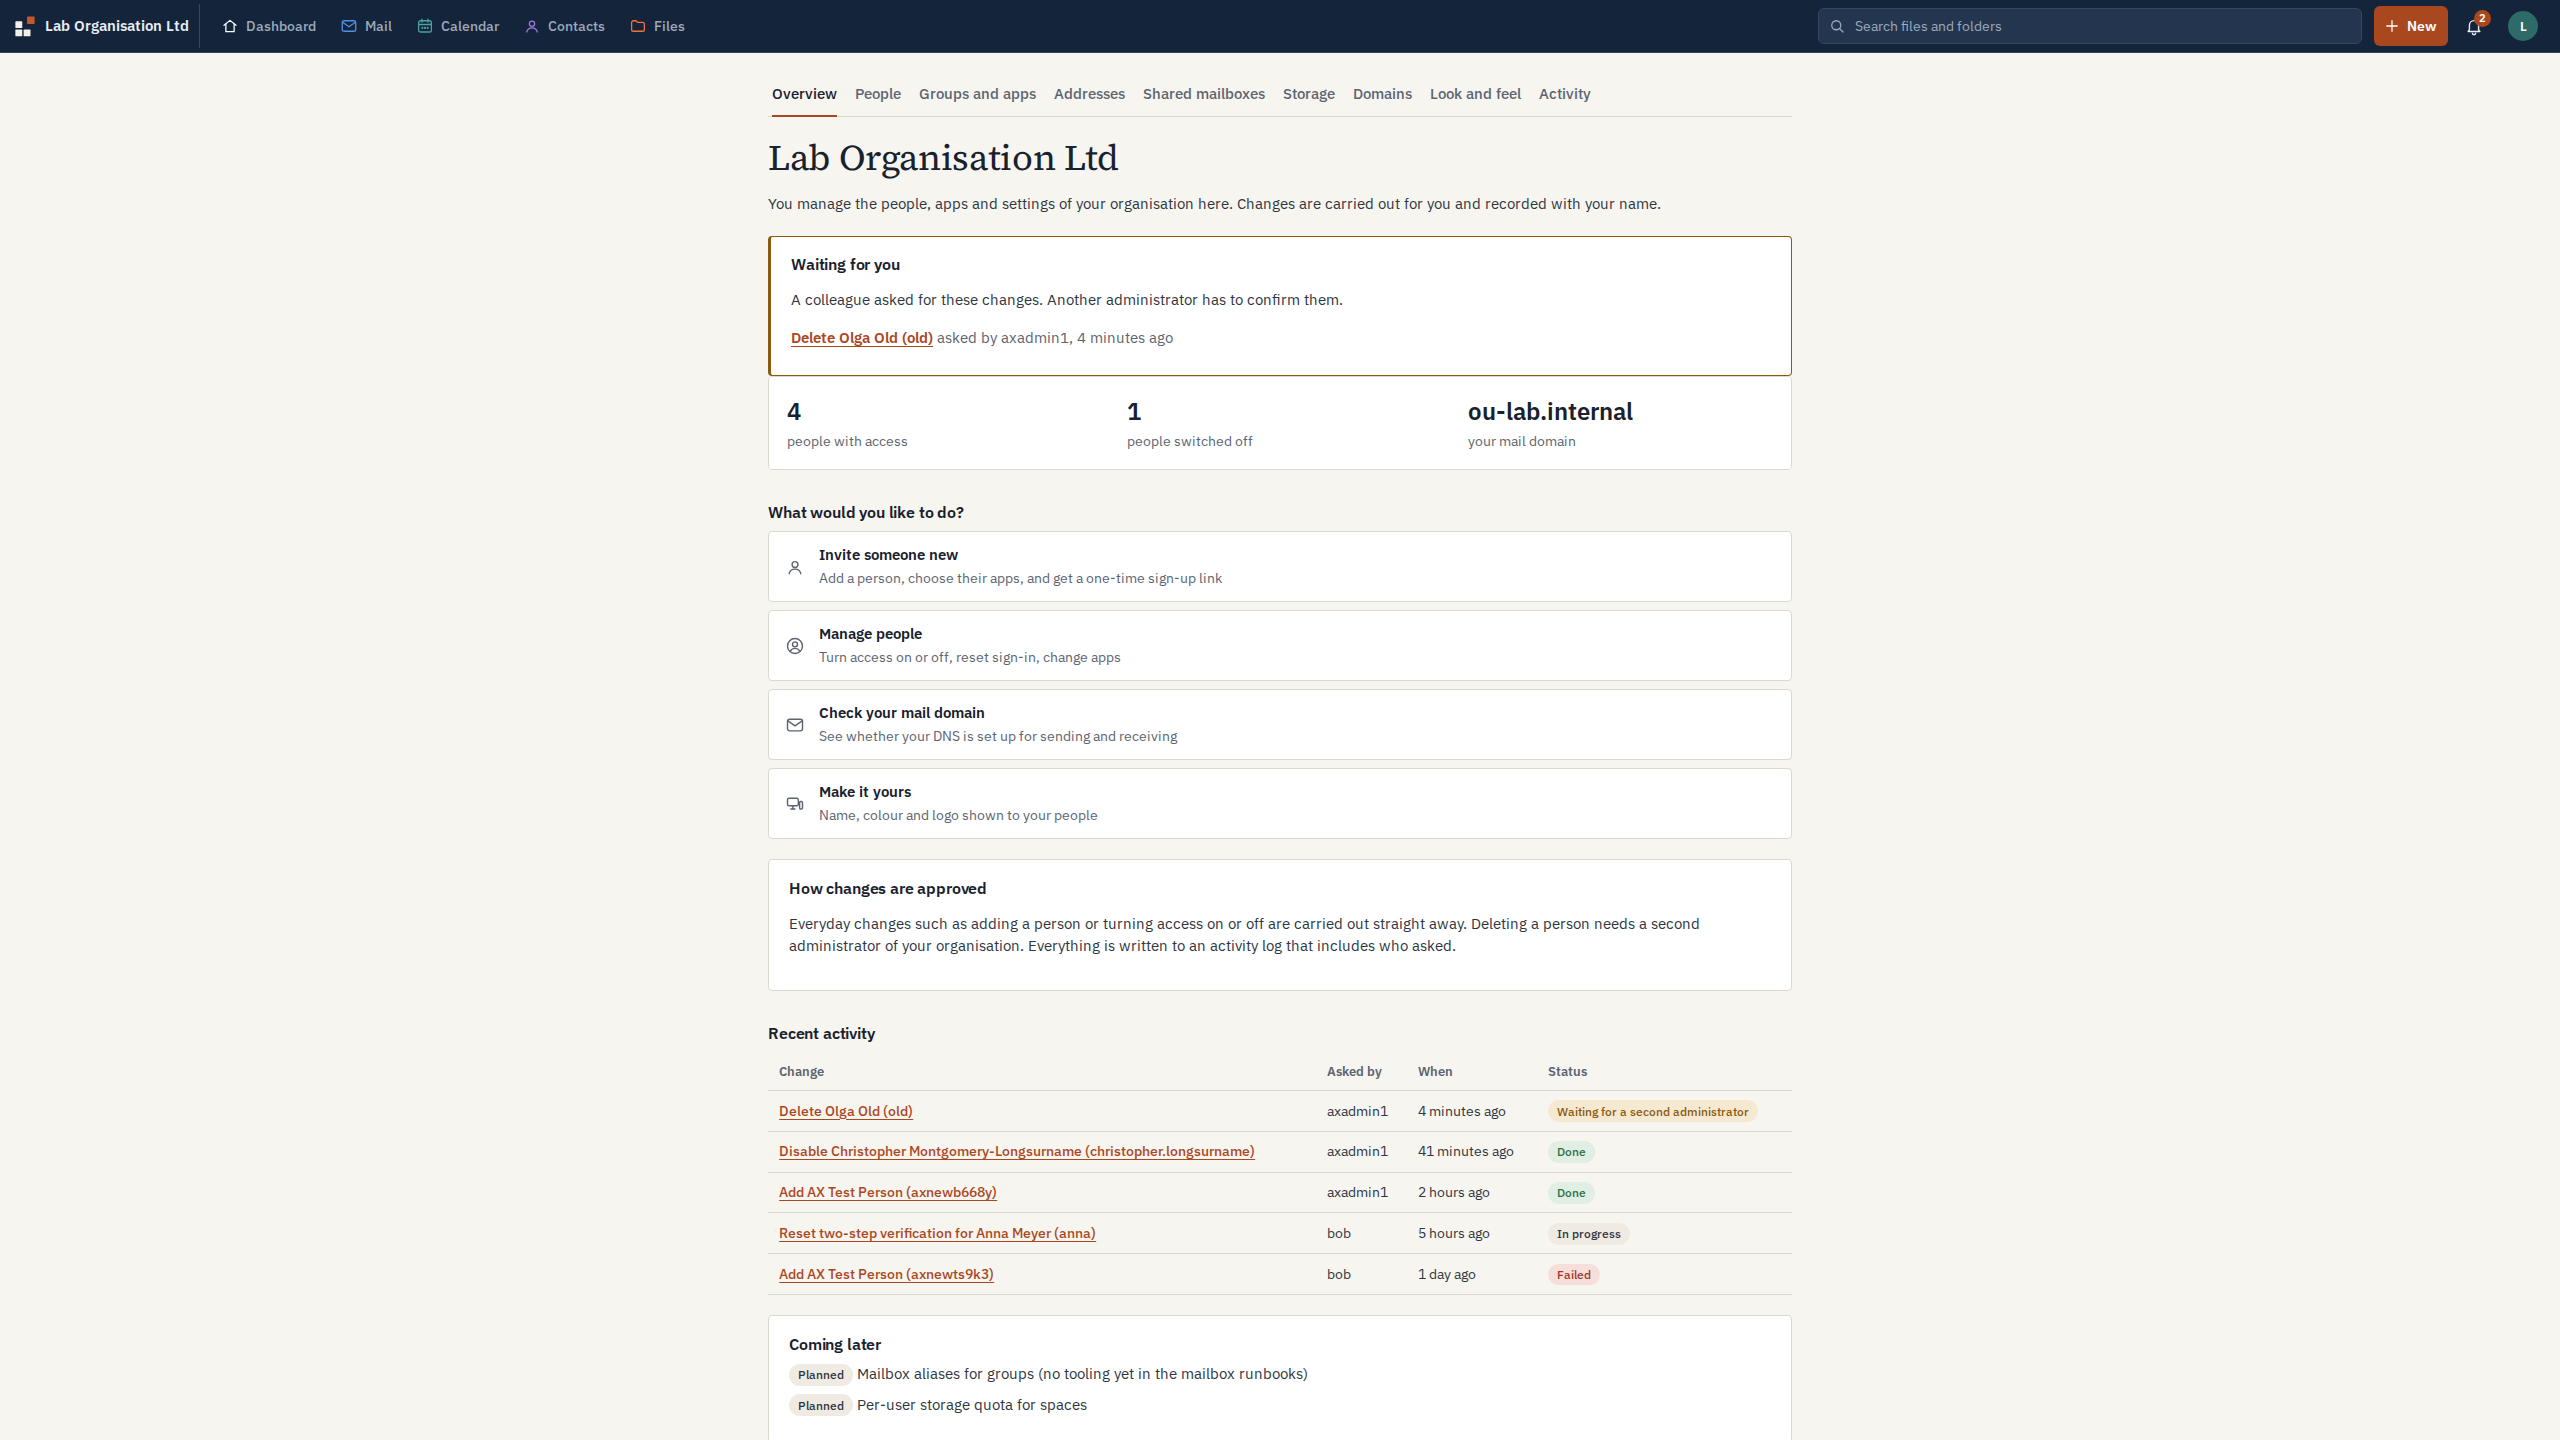 Lab Organisation Ltd
Dashboard
Mail
Calendar
Contacts
Files
Search files and folders
New
2
L
Overview
People
Groups and apps
Addresses
Shared mailboxes
Storage
Domains
Look and feel
Activity
Lab Organisation Ltd
You manage the people, apps and settings of your organisation here. Changes are carried out for you and recorded with your name.
Waiting for you
A colleague asked for these changes. Another administrator has to confirm them.
Delete Olga Old (old) asked by axadmin1, 4 minutes ago
4
people with access
1
people switched off
ou-lab.internal
your mail domain
What would you like to do?
Invite someone new
Add a person, choose their apps, and get a one-time sign-up link
Manage people
Turn access on or off, reset sign-in, change apps
Check your mail domain
See whether your DNS is set up for sending and receiving
Make it yours
Name, colour and logo shown to your people
How changes are approved
Everyday changes such as adding a person or turning access on or off are carried out straight away. Deleting a person needs a second
administrator of your organisation. Everything is written to an activity log that includes who asked.
Recent activity
Change Asked by When Status
Delete Olga Old (old) axadmin1 4 minutes ago Waiting for a second administrator
Disable Christopher Montgomery-Longsurname (christopher.longsurname) axadmin1 41 minutes ago Done
Add AX Test Person (axnewb668y) axadmin1 2 hours ago Done
Reset two-step verification for Anna Meyer (anna) bob 5 hours ago In progress
Add AX Test Person (axnewts9k3) bob 1 day ago Failed
Coming later
Planned Mailbox aliases for groups (no tooling yet in the mailbox runbooks)
Planned Per-user storage quota for spaces